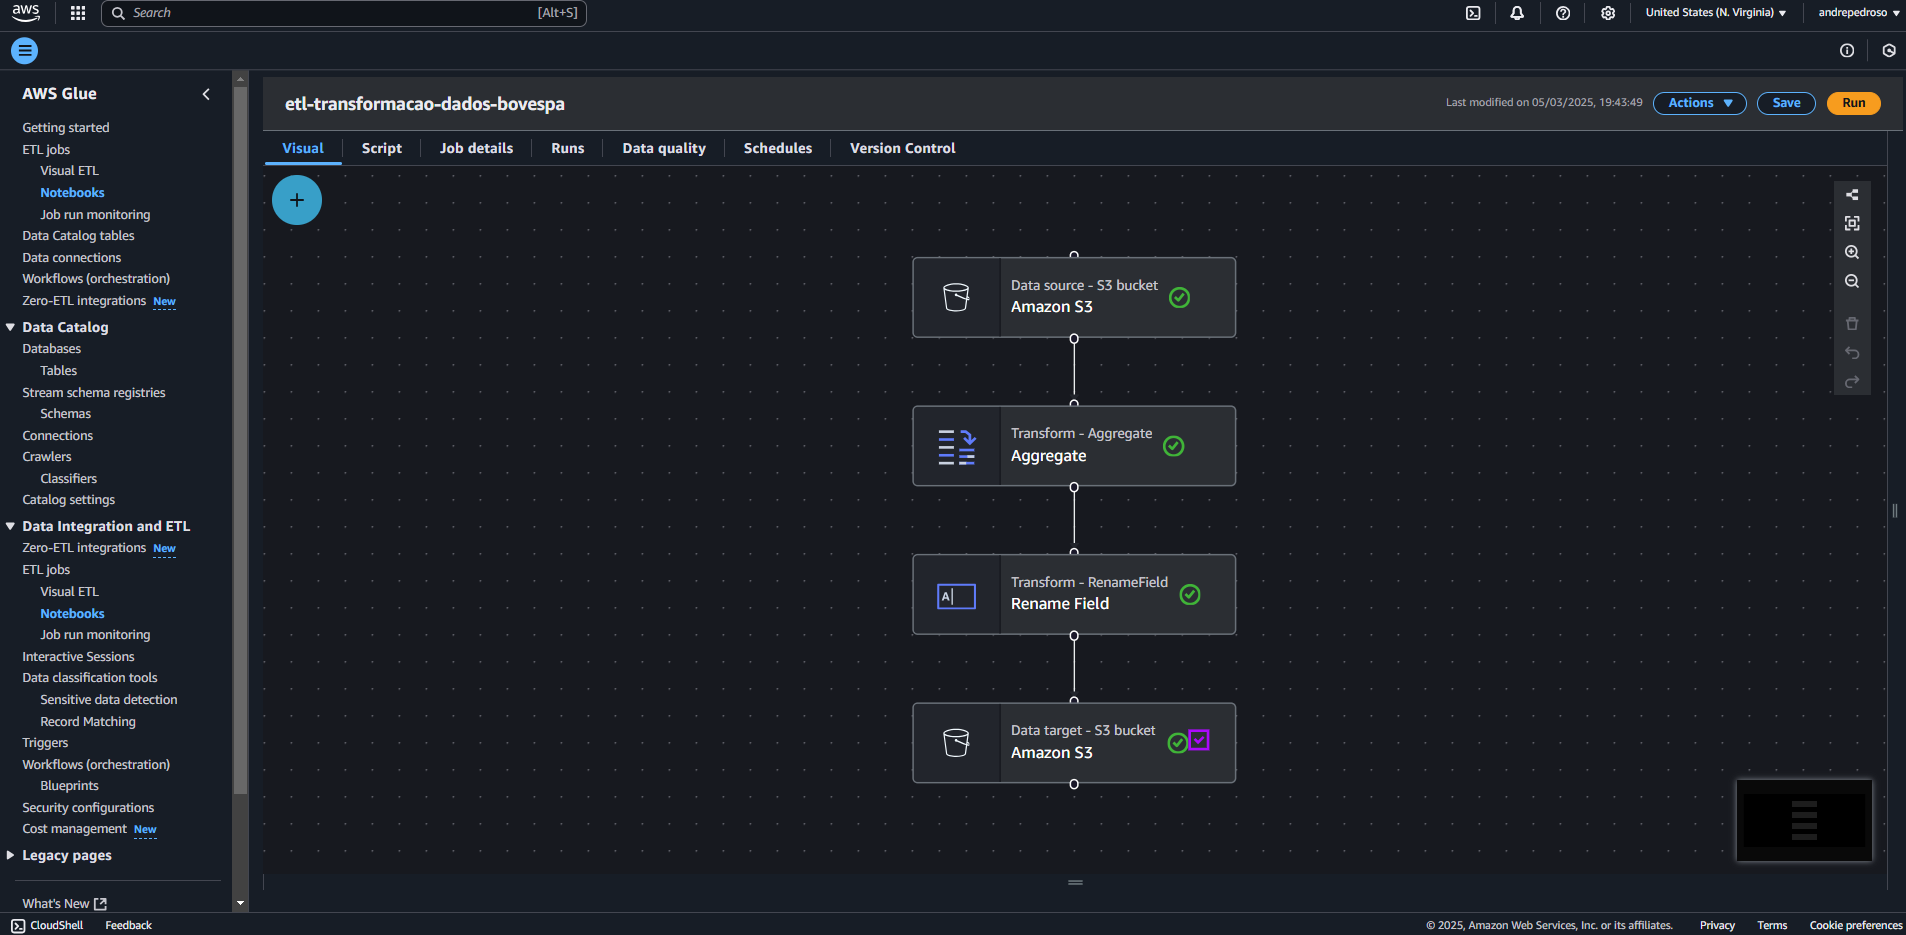 aws
Search [Alt+S]
United States (N. Virginia)
andrepedroso
AWS Glue
Getting started
ETL jobs
Visual ETL
Notebooks
Job run monitoring
Data Catalog tables
Data connections
Workflows (orchestration)
Zero-ETL integrations New
Data Catalog
Databases
Tables
Stream schema registries
Schemas
Connections
Crawlers
Classifiers
Catalog settings
Data Integration and ETL
Zero-ETL integrations New
ETL jobs
Visual ETL
Notebooks
Job run monitoring
Interactive Sessions
Data classification tools
Sensitive data detection
Record Matching
Triggers
Workflows (orchestration)
Blueprints
Security configurations
Cost management New
Legacy pages
What's New
etl-transformacao-dados-bovespa
Last modified on 05/03/2025, 19:43:49
Actions
Save
Run
Visual
Script
Job details
Runs
Data quality
Schedules
Version Control
Data source - S3 bucket
Amazon S3
Transform - Aggregate
Aggregate
A
Transform - RenameField
Rename Field
Data target - S3 bucket
Amazon S3
CloudShell
Feedback
© 2025, Amazon Web Services, Inc. or its affiliates.
Privacy
Terms
Cookie preferences